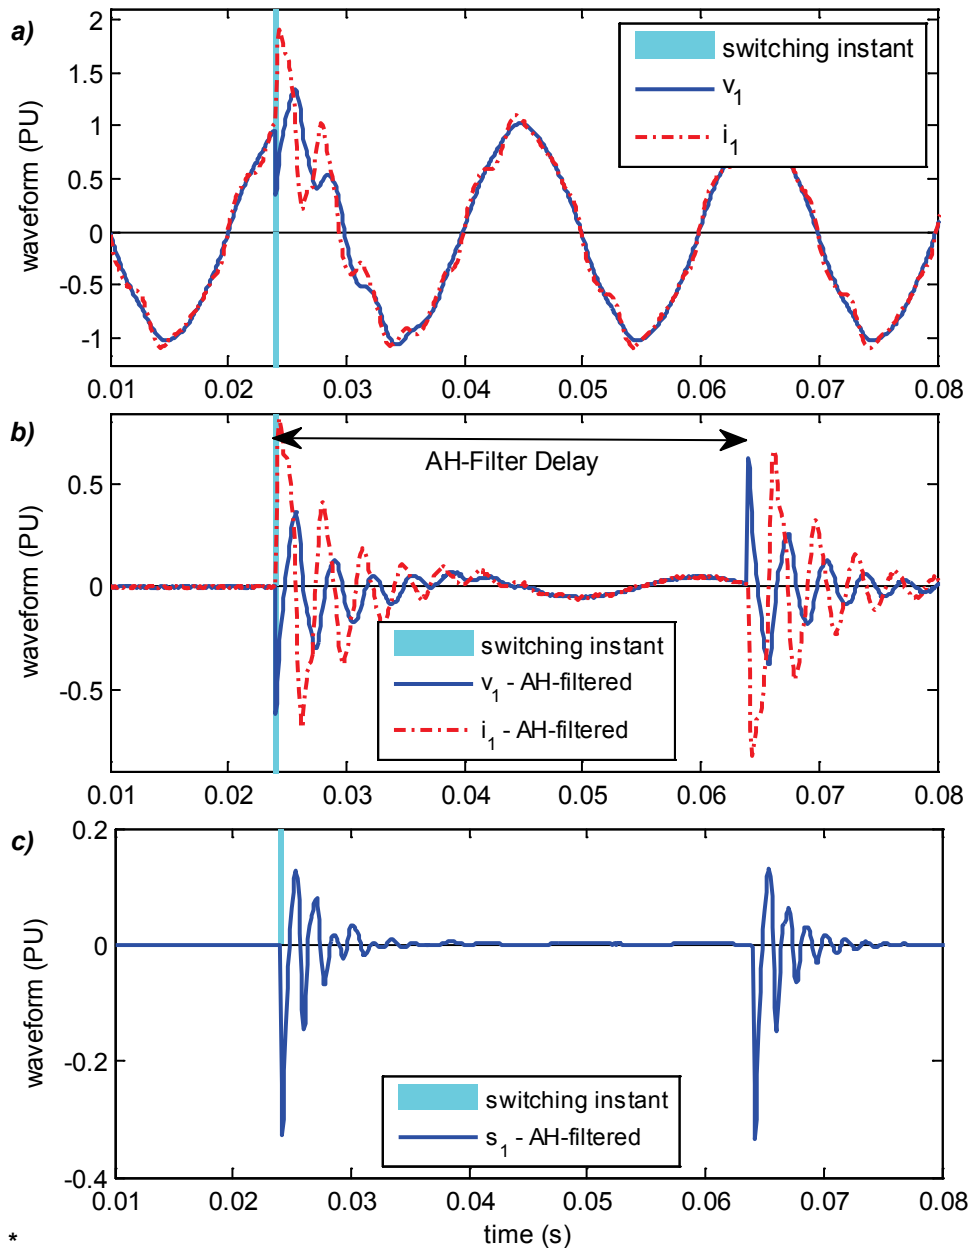 a)
2
1.5
1
0.5
0
-0.5
-1
waveform (PU)
switching instant
v1
i1
0.01 0.02 0.03 0.04 0.05 0.06 0.07 0.08
b)
0.5
0
-0.5
waveform (PU)
AH-Filter Delay
switching instant
v1 - AH-filtered
i1 - AH-filtered
0.01 0.02 0.03 0.04 0.05 0.06 0.07 0.08
c)
0.2
0
-0.2
-0.4
waveform (PU)
switching instant
s1 - AH-filtered
0.01 0.02 0.03 0.04 0.05 0.06 0.07 0.08
time (s)
*